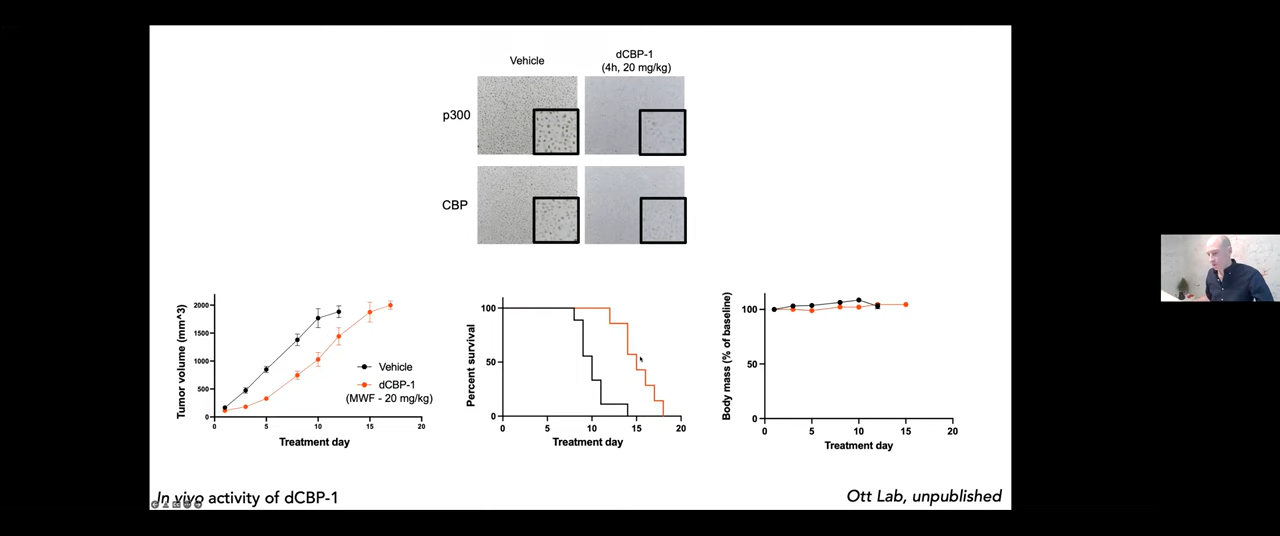 Vehicle
dCBP-1
(4h, 20 mg/kg)
p300
CBP
Tumor volume (mm^3)
2000
1500
1000
500
0
0
5
10
15
20
Treatment day
Vehicle
dCBP-1
(MWF - 20 mg/kg)
Percent survival
100
50
0
0
5
10
15
20
Treatment day
Body mass (% of baseline)
100
50
0
0
5
10
15
20
Treatment day
In vivo activity of dCBP-1
Ott Lab, unpublished